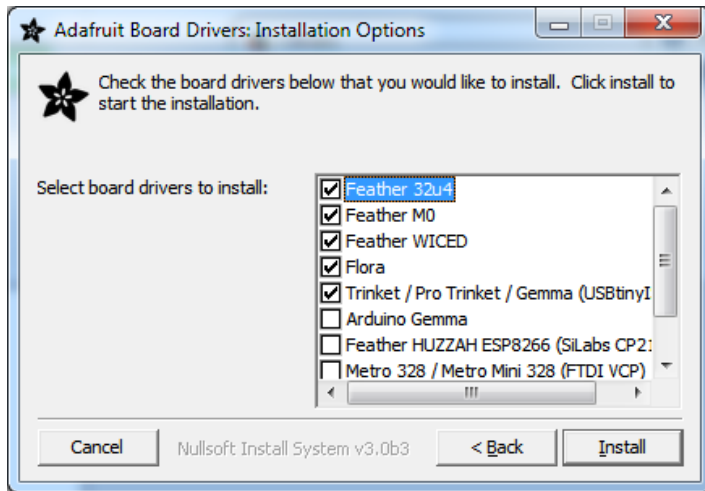 Adafruit Board Drivers: Installation Options
Check the board drivers below that you would like to install. Click install to
start the installation.
Select board drivers to install:
Feather 32u4
Feather M0
Feather WICED
Flora
Trinket / Pro Trinket / Gemma (USBtinyI
Arduino Gemma
Feather HUZZAH ESP8266 (SiLabs CP21
Metro 328 / Metro Mini 328 (FTDI VCP)
Cancel
Nullsoft Install System v3.0b3
< Back
Install